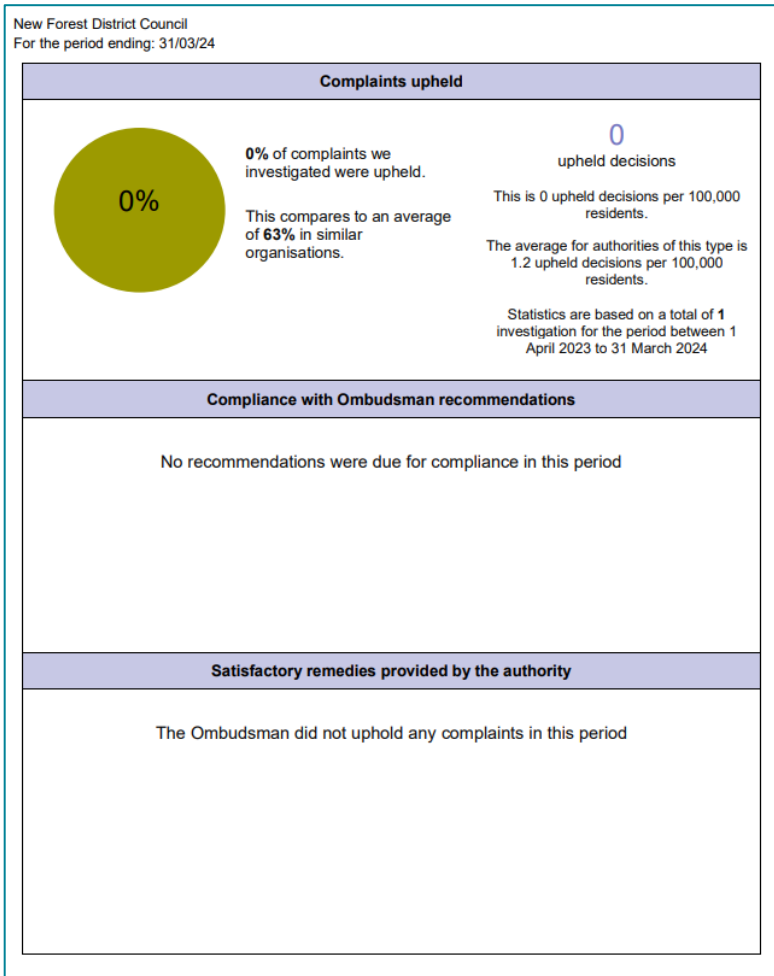 New Forest District Council
For the period ending: 31/03/24
Complaints upheld
0%
0% of complaints we
investigated were upheld.
This compares to an average
of 63% in similar
organisations.
0
upheld decisions
This is 0 upheld decisions per 100,000
residents.
The average for authorities of this type is
1.2 upheld decisions per 100,000
residents.
Statistics are based on a total of 1
investigation for the period between 1
April 2023 to 31 March 2024
Compliance with Ombudsman recommendations
No recommendations were due for compliance in this period
Satisfactory remedies provided by the authority
The Ombudsman did not uphold any complaints in this period